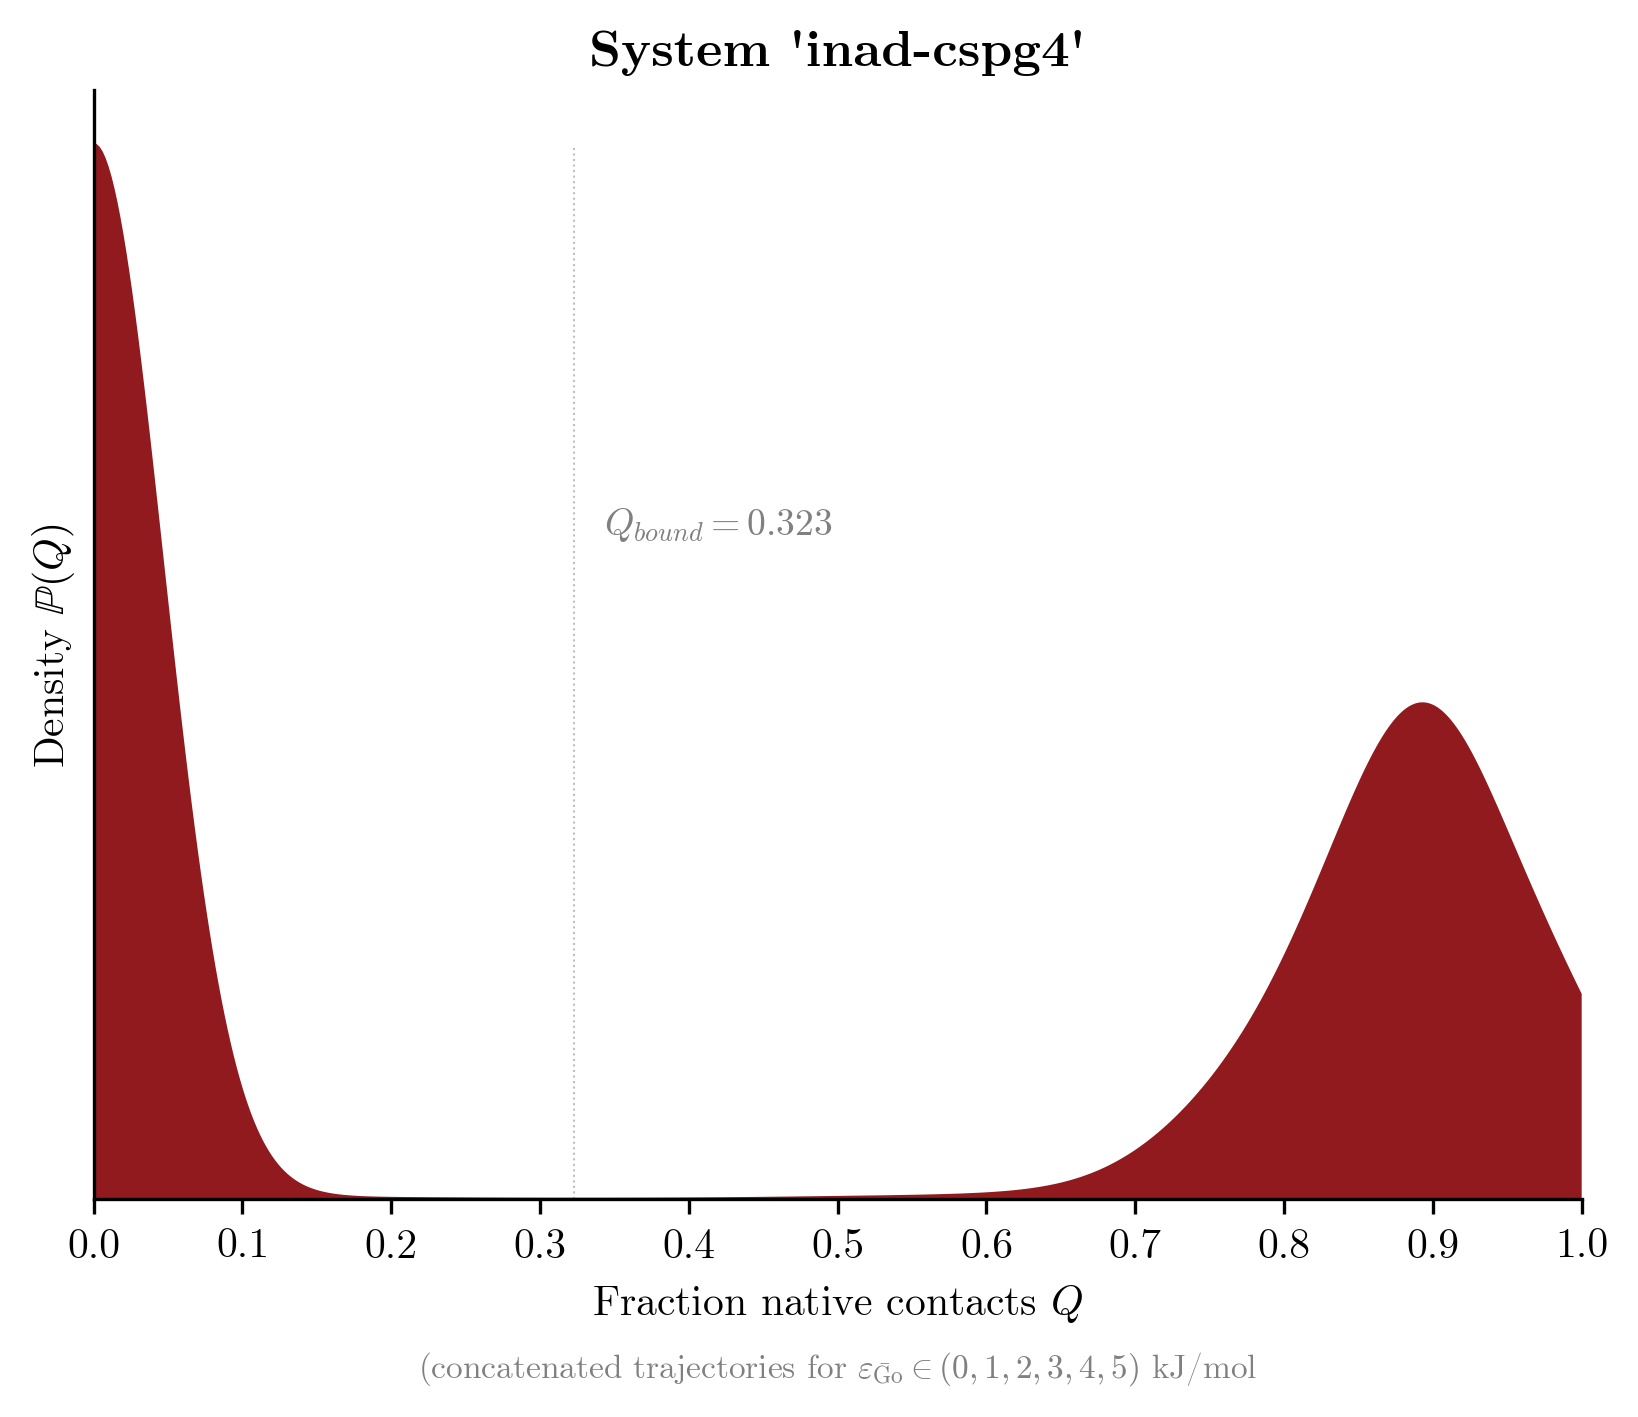 System 'inad-cspg4'
Density ℙ(Q)
Q_bound = 0.323
0.0 0.1 0.2 0.3 0.4 0.5 0.6 0.7 0.8 0.9 1.0
Fraction native contacts Q
(concatenated trajectories for ε_Ḡo ∈ (0, 1, 2, 3, 4, 5) kJ/mol